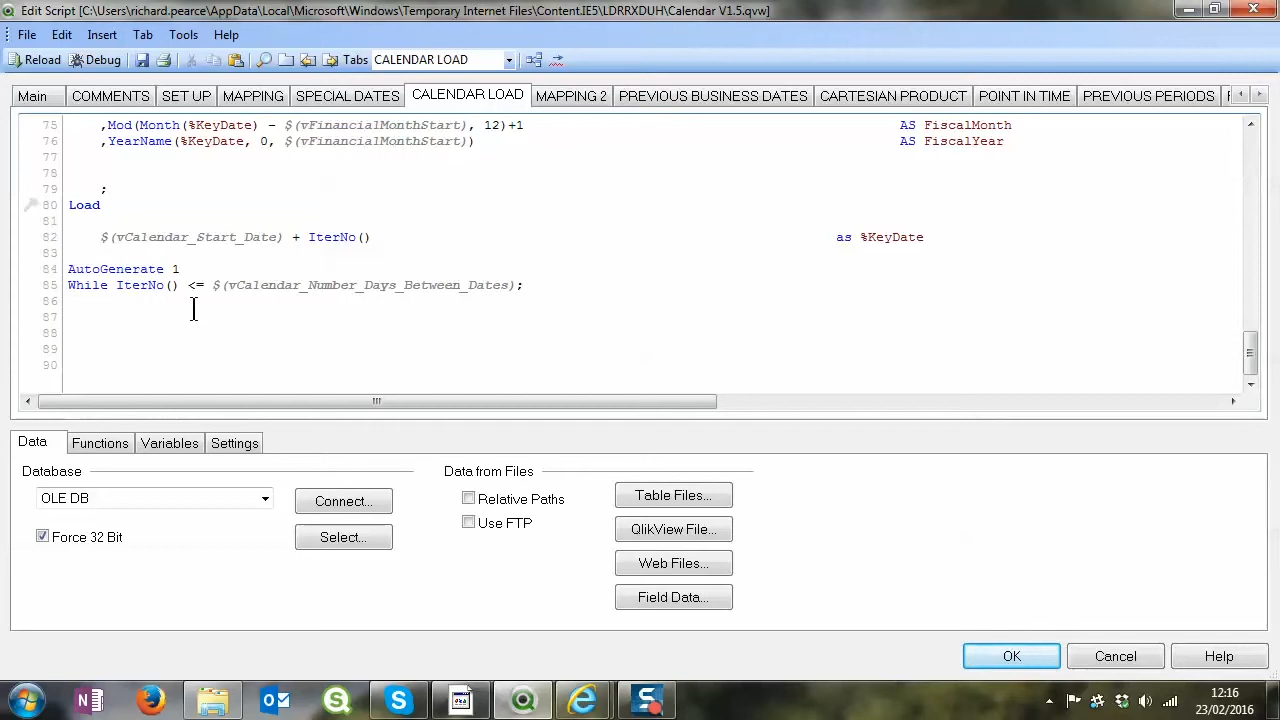 Edit Script [C:\Users\richard.pearce\AppData\Local\Microsoft\Windows\Temporary Internet Files\Content.IE5\LDRRXDUH\Calendar V1.5.qvw]
File Edit Insert Tab Tools Help
Reload Debug Tabs CALENDAR LOAD
Main COMMENTS SET UP MAPPING SPECIAL DATES CALENDAR LOAD MAPPING 2 PREVIOUS BUSINESS DATES CARTESIAN PRODUCT POINT IN TIME PREVIOUS PERIODS
75 ,Mod(Month(%KeyDate) - $(vFinancialMonthStart), 12)+1 AS FiscalMonth
76 ,YearName(%KeyDate, 0, $(vFinancialMonthStart)) AS FiscalYear
77
78
79 ;
80 Load
81
82 $(vCalendar_Start_Date) + IterNo() as %KeyDate
83
84 AutoGenerate 1
85 While IterNo() <= $(vCalendar_Number_Days_Between_Dates);
86
87
88
89
90
Data Functions Variables Settings
Database Data from Files
OLE DB Connect... Relative Paths Table Files...
Use FTP QlikView File...
Force 32 Bit Select... Web Files...
Field Data...
OK Cancel Help
12:16
23/02/2016